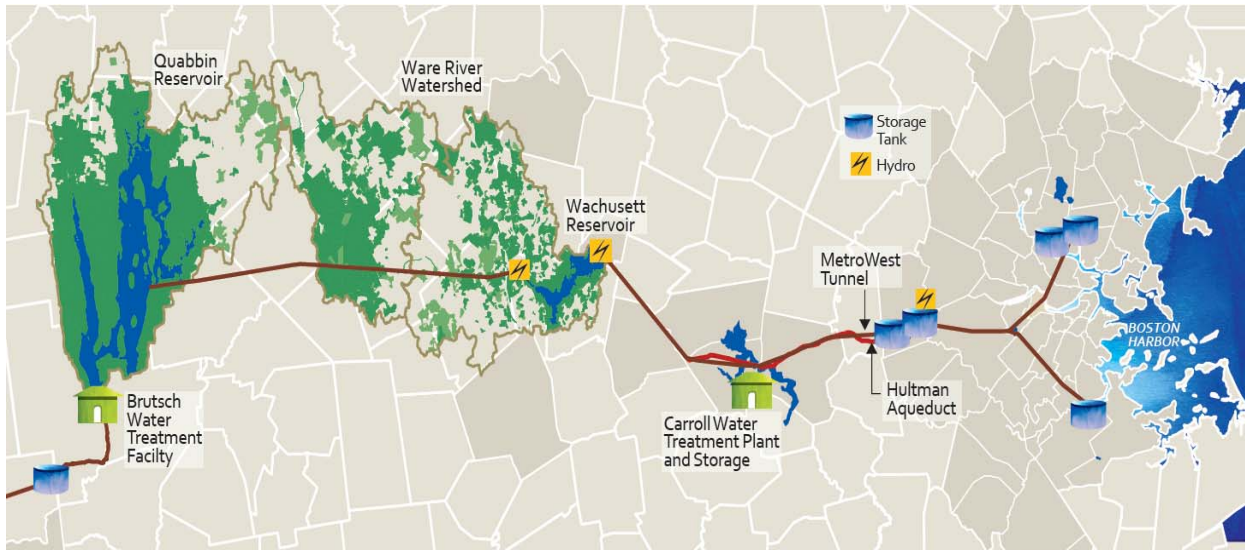 Quabbin
Reservoir
Ware River
Watershed
Storage
Tank
Hydro
Wachusett
Reservoir
MetroWest
Tunnel
BOSTON
HARBOR
Brutsch
Water
Treatment
Facilty
Carroll Water
Treatment Plant
and Storage
Hultman
Aqueduct